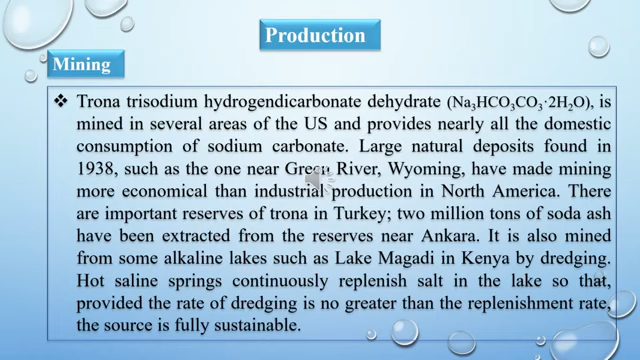 Production
Mining
❖ Trona trisodium hydrogendicarbonate dehydrate (Na₃HCO₃CO₃·2H₂O), is
mined in several areas of the US and provides nearly all the domestic
consumption of sodium carbonate. Large natural deposits found in
1938, such as the one near Green River, Wyoming, have made mining
more economical than industrial production in North America. There
are important reserves of trona in Turkey; two million tons of soda ash
have been extracted from the reserves near Ankara. It is also mined
from some alkaline lakes such as Lake Magadi in Kenya by dredging.
Hot saline springs continuously replenish salt in the lake so that,
provided the rate of dredging is no greater than the replenishment rate,
the source is fully sustainable.